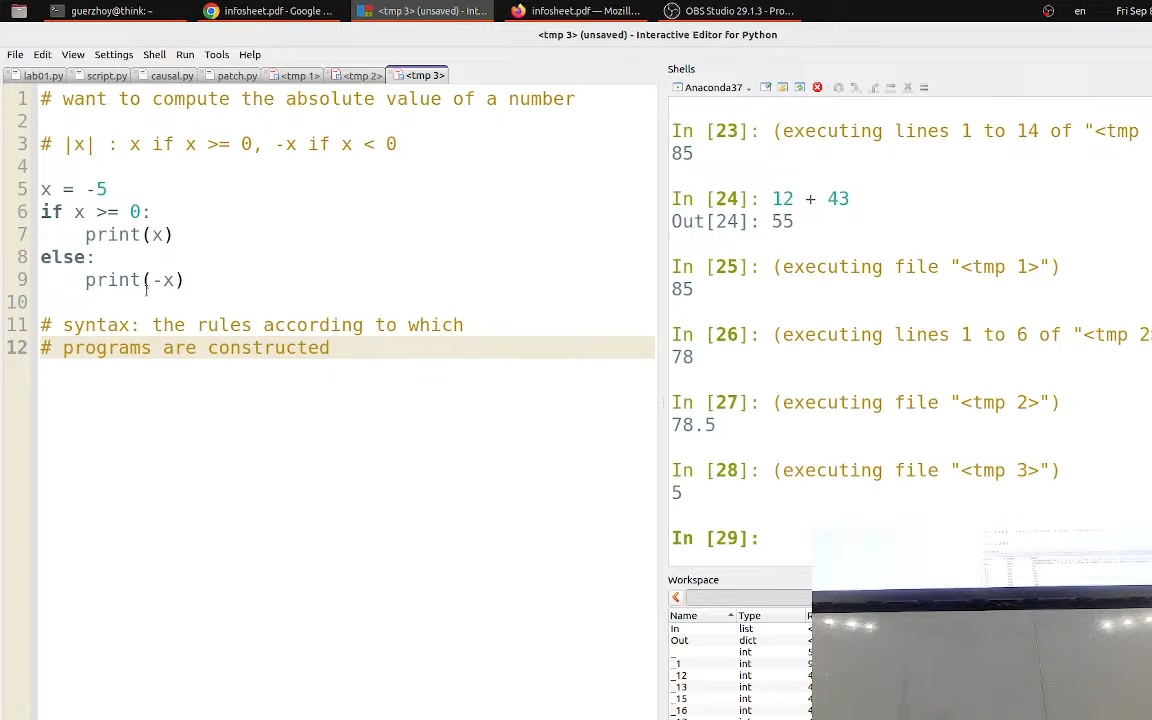 guerzhoy@think: ~
infosheet.pdf - Google ...
<tmp 3> (unsaved) - Int...
infosheet.pdf — Mozill...
OBS Studio 29.1.3 - Pro...
en
Fri Sep 8
<tmp 3> (unsaved) - Interactive Editor for Python
File Edit View Settings Shell Run Tools Help
lab01.py script.py causal.py patch.py <tmp 1> <tmp 2> <tmp 3>
1 # want to compute the absolute value of a number
2
3 # |x| : x if x >= 0, -x if x < 0
4
5 x = -5
6 if x >= 0:
7 print(x)
8 else:
9 print(-x)
10
11 # syntax: the rules according to which
12 # programs are constructed
Shells
Anaconda37
In [23]: (executing lines 1 to 14 of "<tmp
85
In [24]: 12 + 43
Out[24]: 55
In [25]: (executing file "<tmp 1>")
85
In [26]: (executing lines 1 to 6 of "<tmp 2>
78
In [27]: (executing file "<tmp 2>")
78.5
In [28]: (executing file "<tmp 3>")
5
In [29]:
Workspace
Name Type
In list
Out dict
_ int
_1 int
_12 int
_13 int
_15 int
_16 int